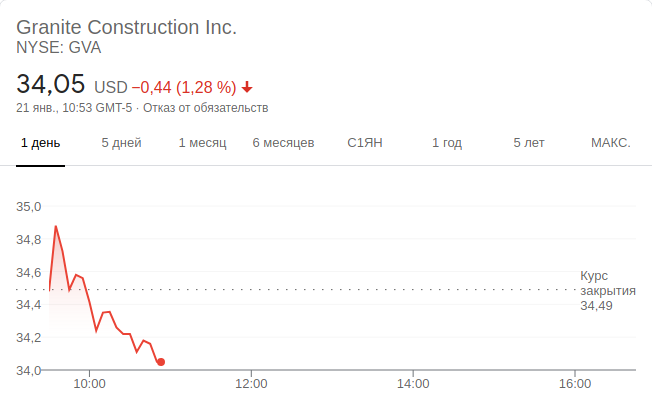 Granite Construction Inc.
NYSE: GVA
34,05 USD −0,44 (1,28 %)
21 янв., 10:53 GMT-5 · Отказ от обязательств
1 день 5 дней 1 месяц 6 месяцев С1ЯН 1 год 5 лет МАКС.
35,0
34,8
34,6
34,4
34,2
34,0
Курс
закрытия
34.49
10:00 12:00 14:00 16:00